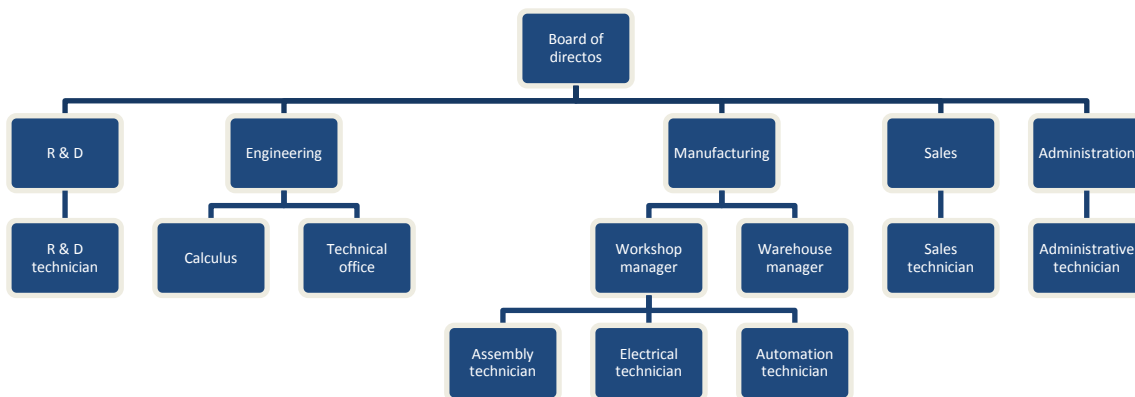 Board of
directos
R & D
Engineering
Manufacturing
Sales
Administration
R & D
technician
Calculus
Technical
office
Workshop
manager
Warehouse
manager
Sales
technician
Administrative
technician
Assembly
technician
Electrical
technician
Automation
technician